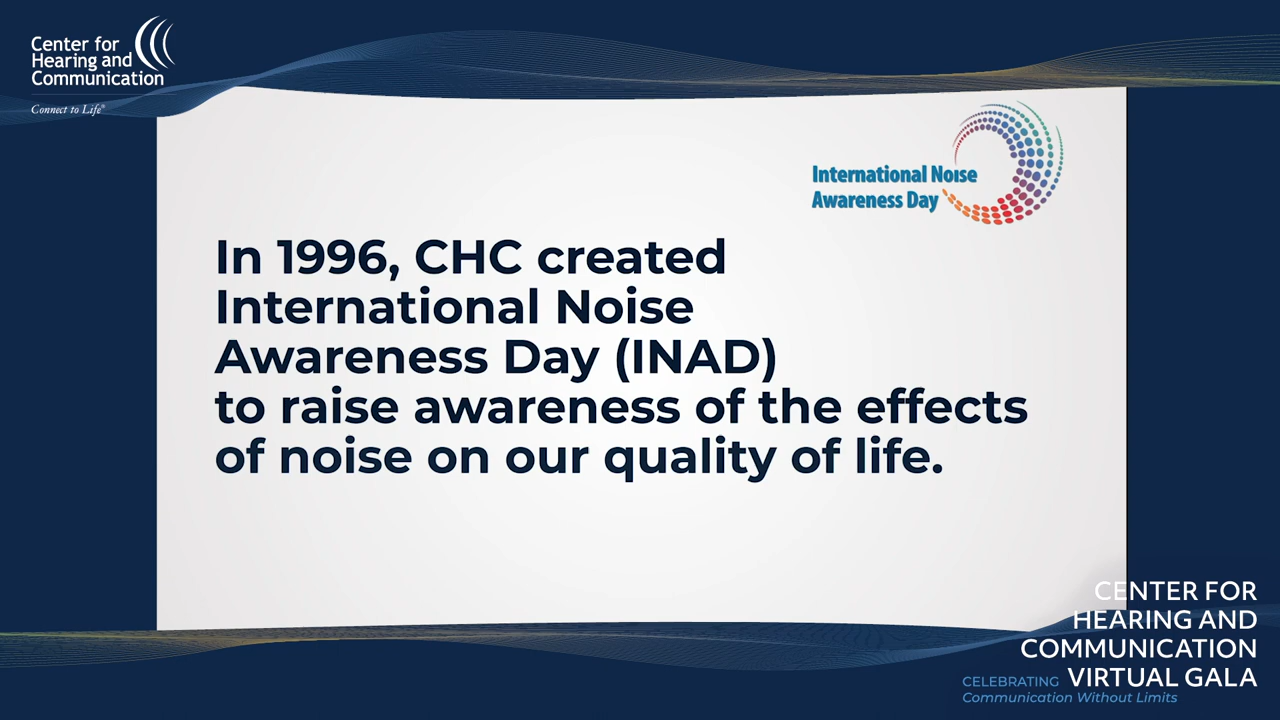 Center for
Hearing and
Communication
Connect to Life®
International Noise
Awareness Day
In 1996, CHC created
International Noise
Awareness Day (INAD)
to raise awareness of the effects
of noise on our quality of life.
CENTER FOR
HEARING AND
COMMUNICATION
CELEBRATING VIRTUAL GALA
Communication Without Limits